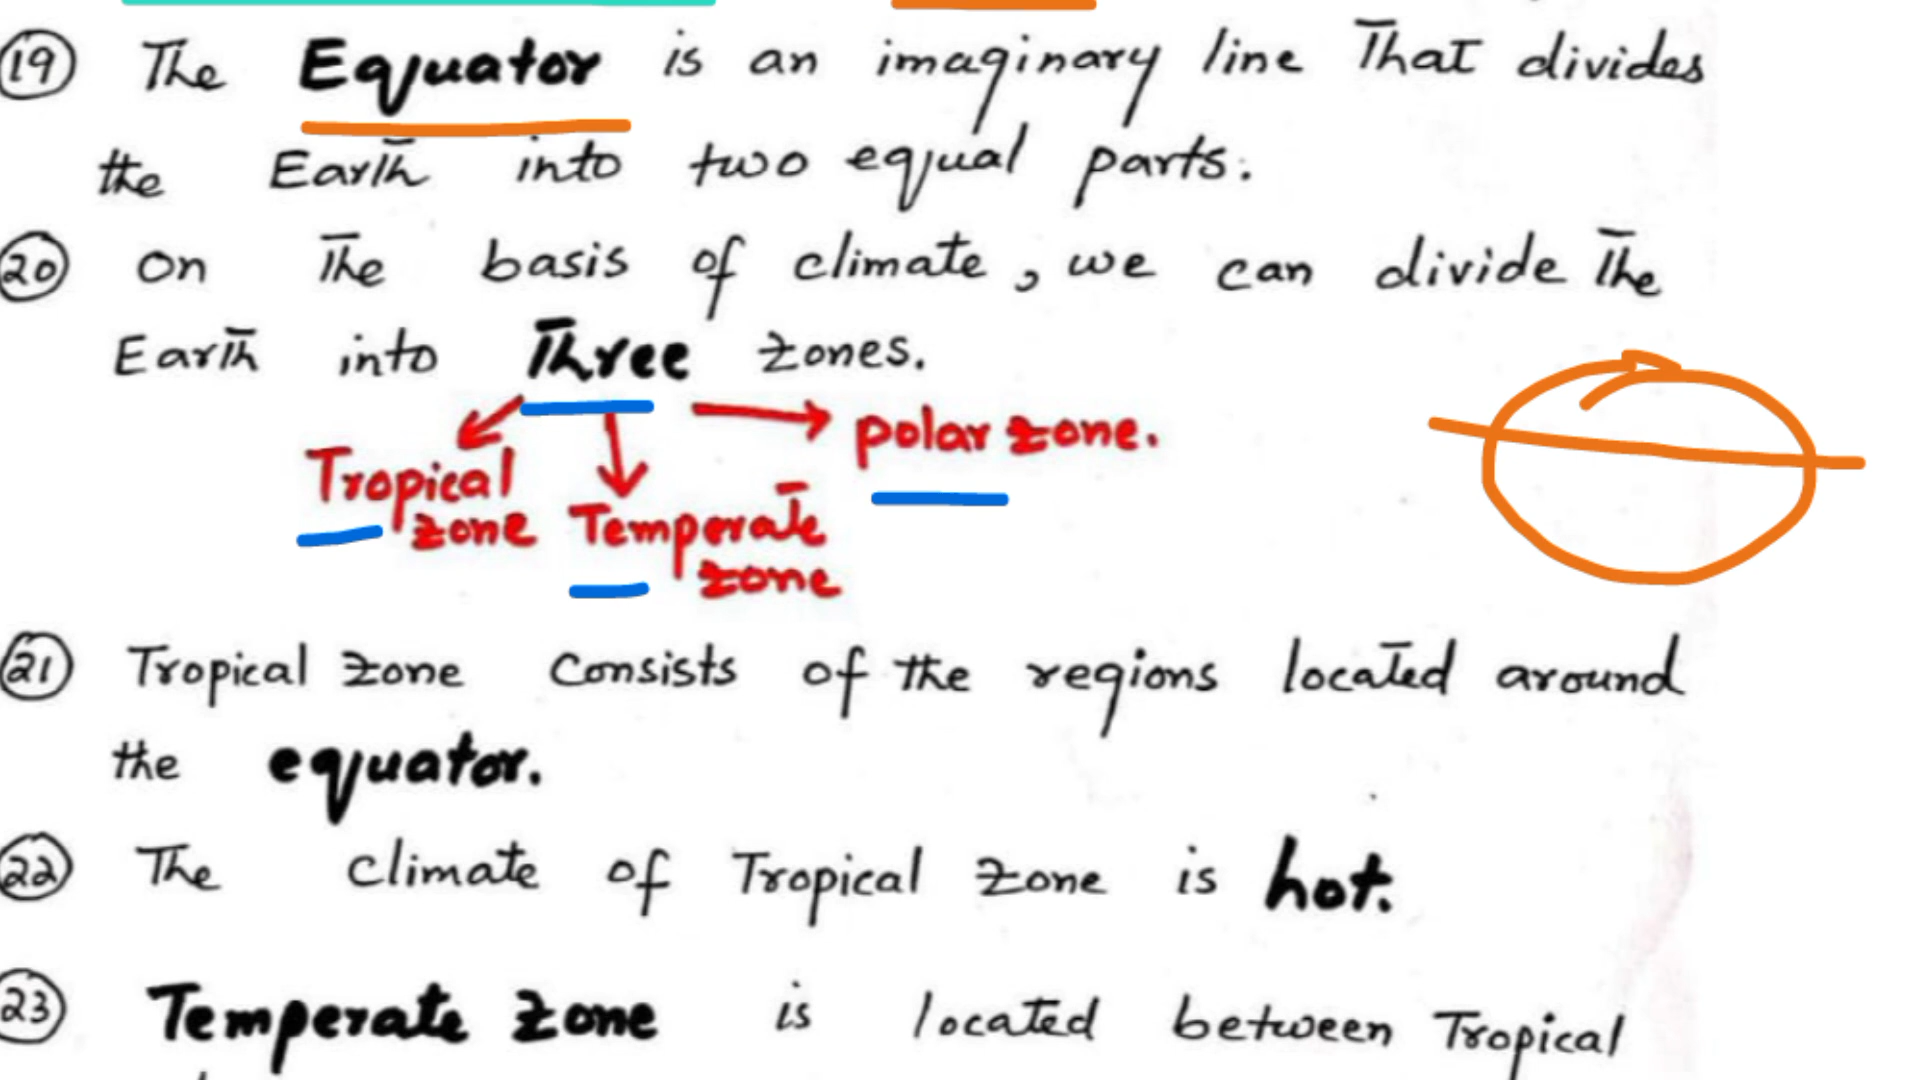 19 The Equator is an imaginary line That divides
the Earth into two equal parts.
20 on The basis of climate, we can divide The
Earth into Three zones.
polar zone.
Tropical
zone
Temperate
zone
21 Tropical zone consists of the regions located around
the equator.
22 The climate of Tropical zone is hot.
23 Temperate zone is located between Tropical